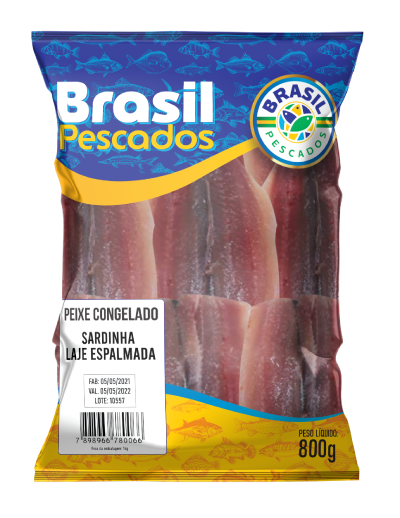 Brasil
Pescados
BRASIL
PESCADOS
PEIXE CONGELADO
SARDINHA
LAJE ESPALMADA
FAB: 05/05/2021
VAL. 05/05/2022
LOTE: 10557
7 898966 780066
PESO LÍQUIDO:
800g